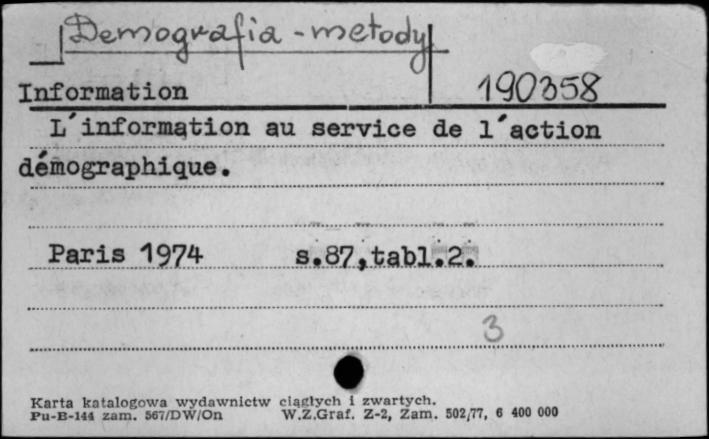 Demografia - metody
Information 190358
L'information au service de l'action
démographique.
Paris 1974 s.87,tabl.2.
3
Karta katalogowa wydawnictw ciągłych i zwartych.
Pu-B-144 zam. 567/DW/On W.Z.Graf. Z-2, Zam. 502/77, 6 400 000